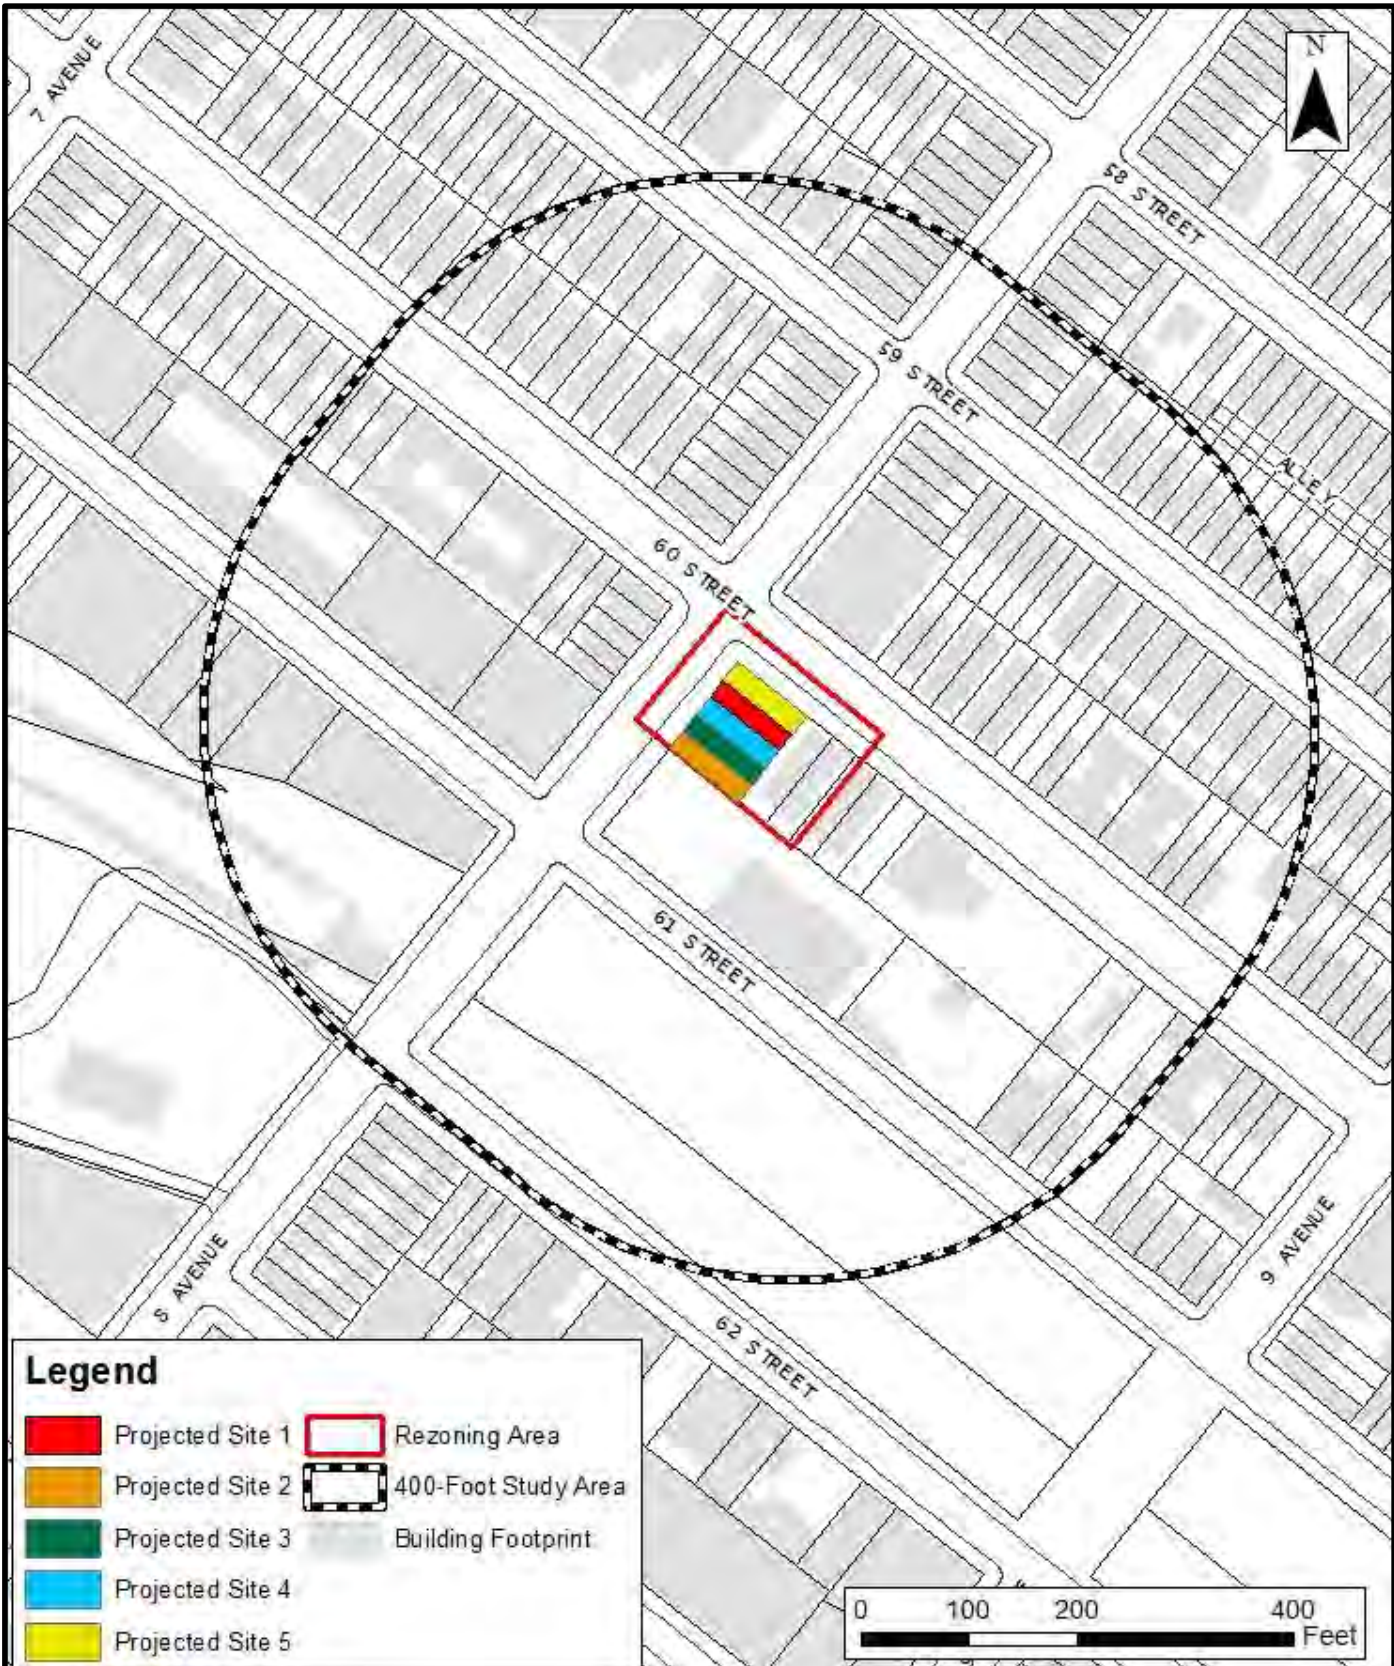 N
7 AVENUE
58 STREET
59 STREET
ALLEY
60 STREET
61 STREET
9 AVENUE
S AVENUE
62 STREET
Legend
Projected Site 1
Rezoning Area
Projected Site 2
400-Foot Study Area
Projected Site 3
Building Footprint
Projected Site 4
Projected Site 5
0 100 200 400
Feet